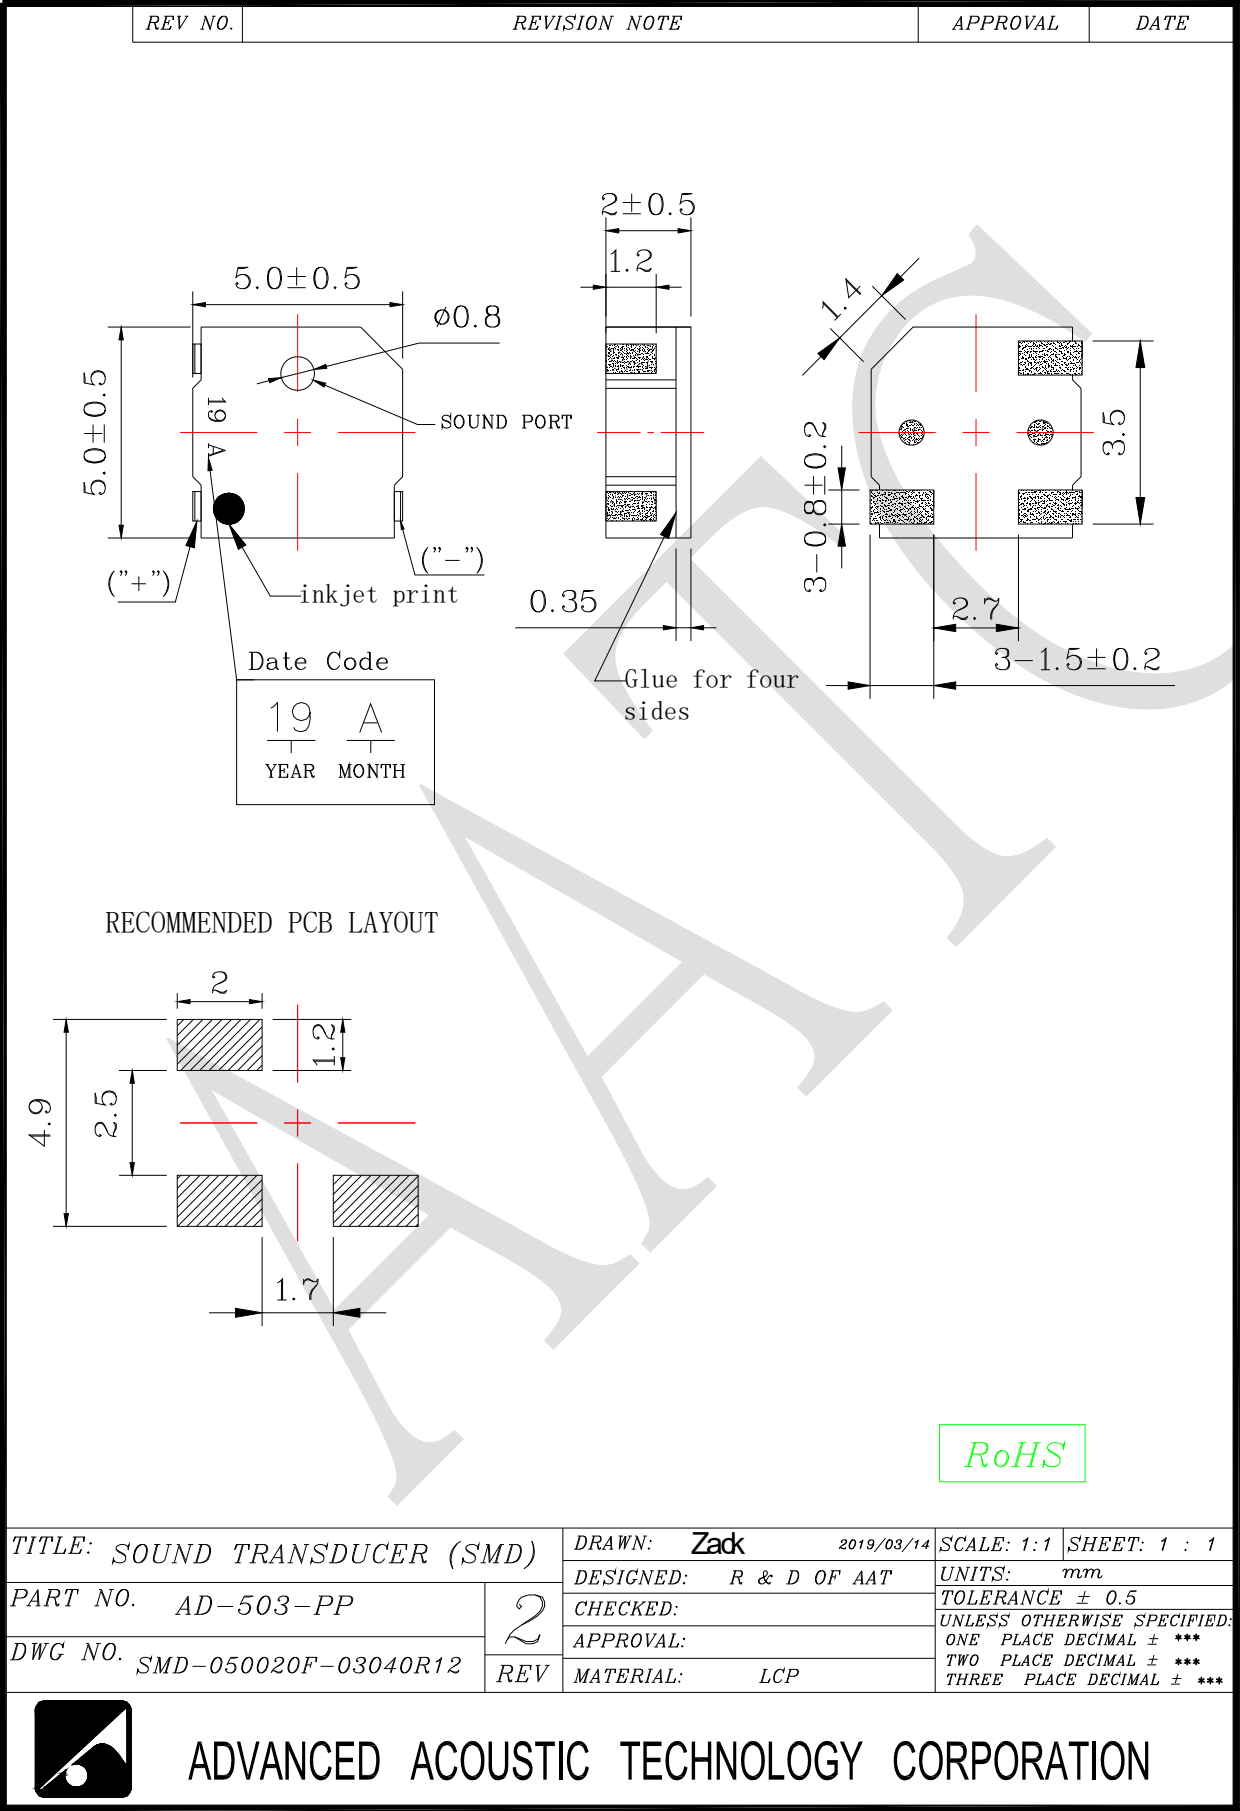 REV NO. REVISION NOTE APPROVAL DATE
2±0.5
1.2
5.0±0.5
ø0.8
1.4
5.0±0.5
19 A
SOUND PORT
3.5
3-0.8±0.2
("+")
("-")
inkjet print
0.35
2.7
3-1.5±0.2
Date Code
Glue for four
sides
19 A
YEAR MONTH
AATC
RECOMMENDED PCB LAYOUT
2
1.2
4.9
2.5
1.7
RoHS
TITLE: SOUND TRANSDUCER (SMD)
PART NO. AD-503-PP
DWG NO. SMD-050020F-03040R12
2
REV
DRAWN: Zack 2019/03/14
DESIGNED: R & D OF AAT
CHECKED:
APPROVAL:
MATERIAL: LCP
SCALE: 1:1 SHEET: 1 : 1
UNITS: mm
TOLERANCE ± 0.5
UNLESS OTHERWISE SPECIFIED:
ONE PLACE DECIMAL ± ***
TWO PLACE DECIMAL ± ***
THREE PLACE DECIMAL ± ***
ADVANCED ACOUSTIC TECHNOLOGY CORPORATION